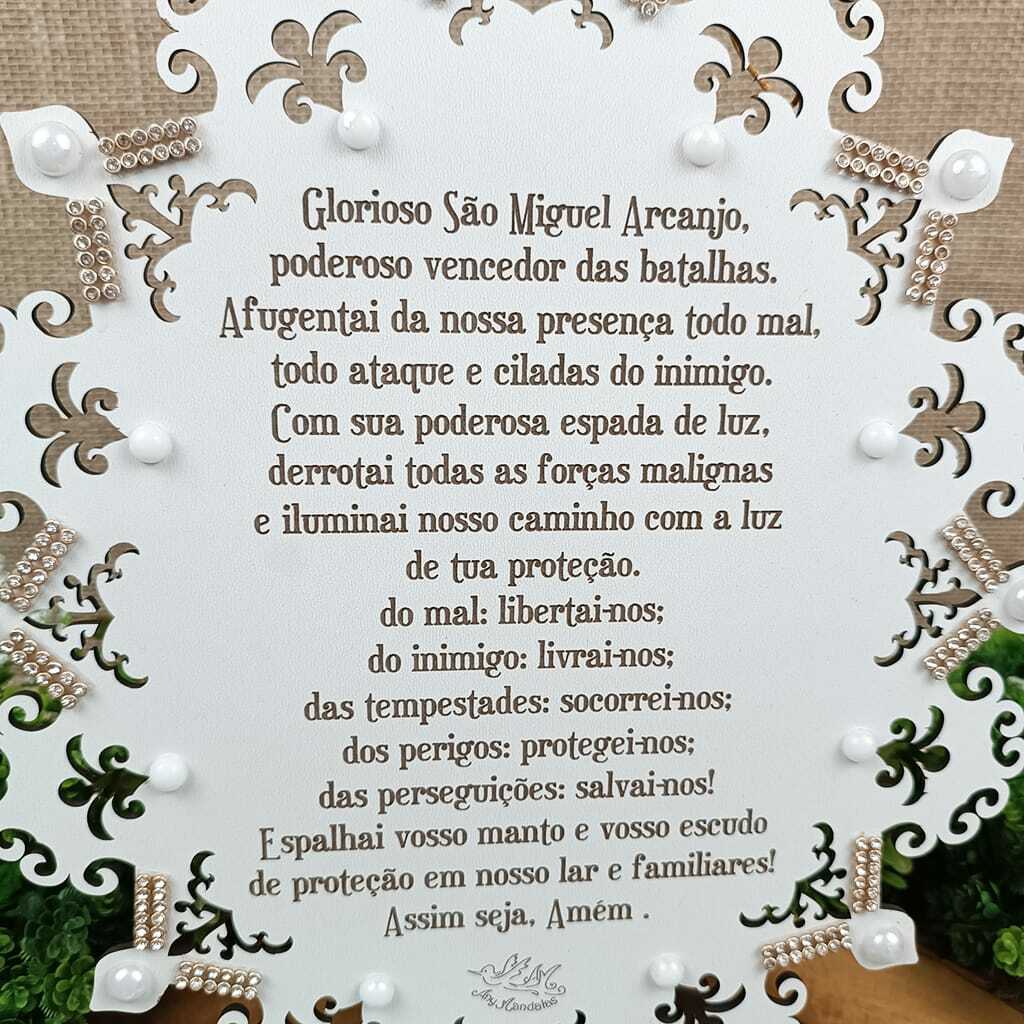 Glorioso São Miguel Arcanjo,
poderoso vencedor das batalhas.
Afugentai da nossa presença todo mal,
todo ataque e ciladas do inimigo.
Com sua poderosa espada de luz,
derrotai todas as forças malignas
e iluminai nosso caminho com a luz
de tua proteção.
do mal: libertai-nos;
do inimigo: livrai-nos;
das tempestades: socorrei-nos;
dos perigos: protegei-nos;
das perseguições: salvai-nos!
Espalhai vosso manto e vosso escudo
de proteção em nosso lar e familiares!
Assim seja, Amém .
AM
Any Mandalas